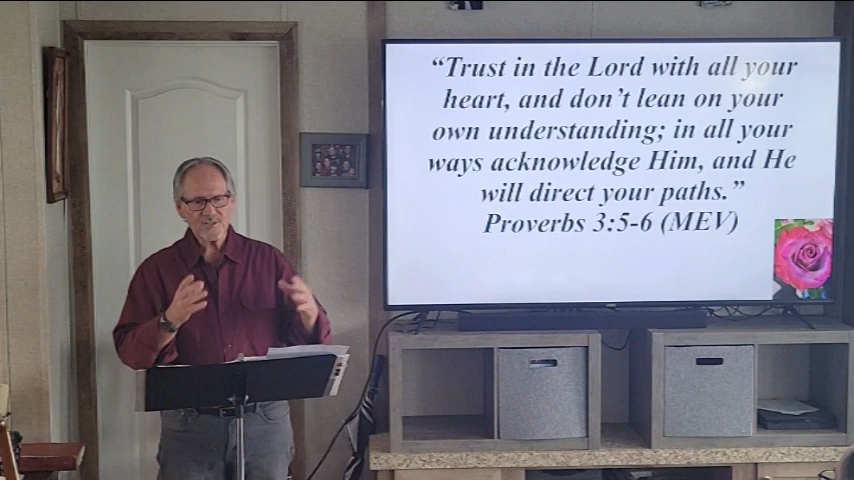 “Trust in the Lord with all your
heart, and don’t lean on your
own understanding; in all your
ways acknowledge Him, and He
will direct your paths.”
Proverbs 3:5-6 (MEV)